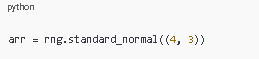 python
arr = rng.standard_normal((4, 3))